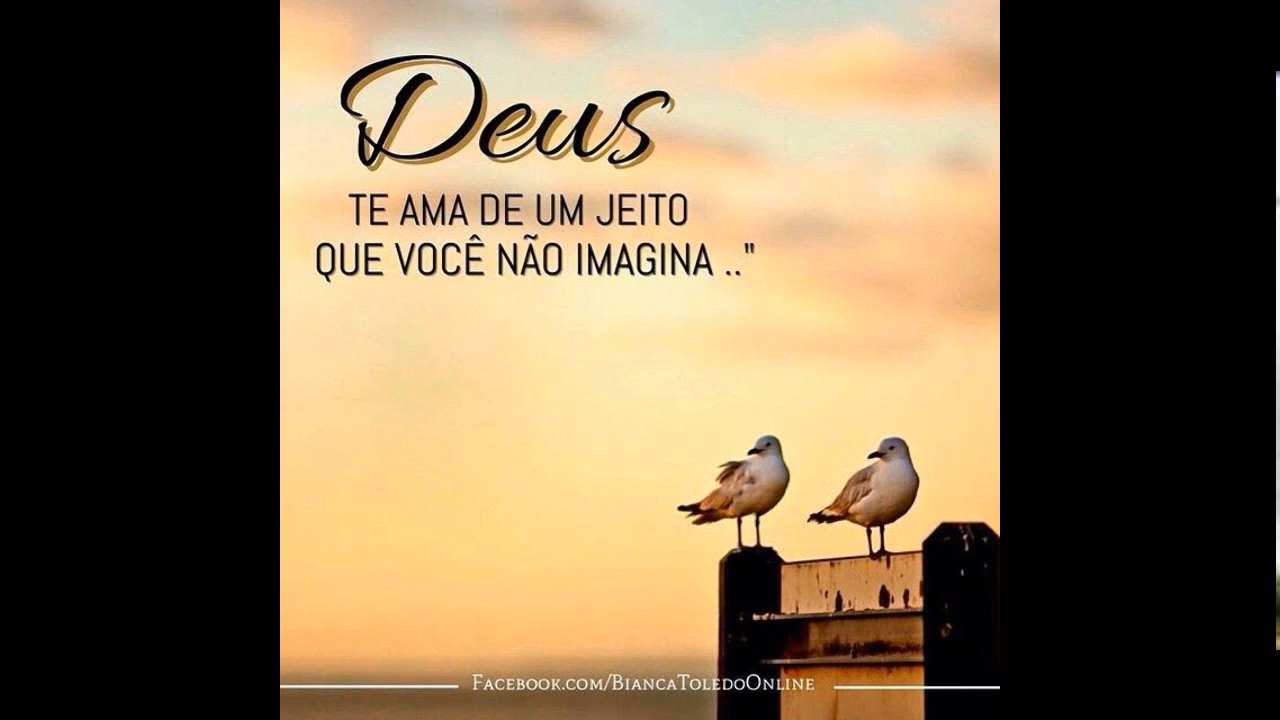 Deus
TE AMA DE UM JEITO
QUE VOCÊ NÃO IMAGINA .."
FACEBOOK.COM/BIANCATOLEDOONLINE